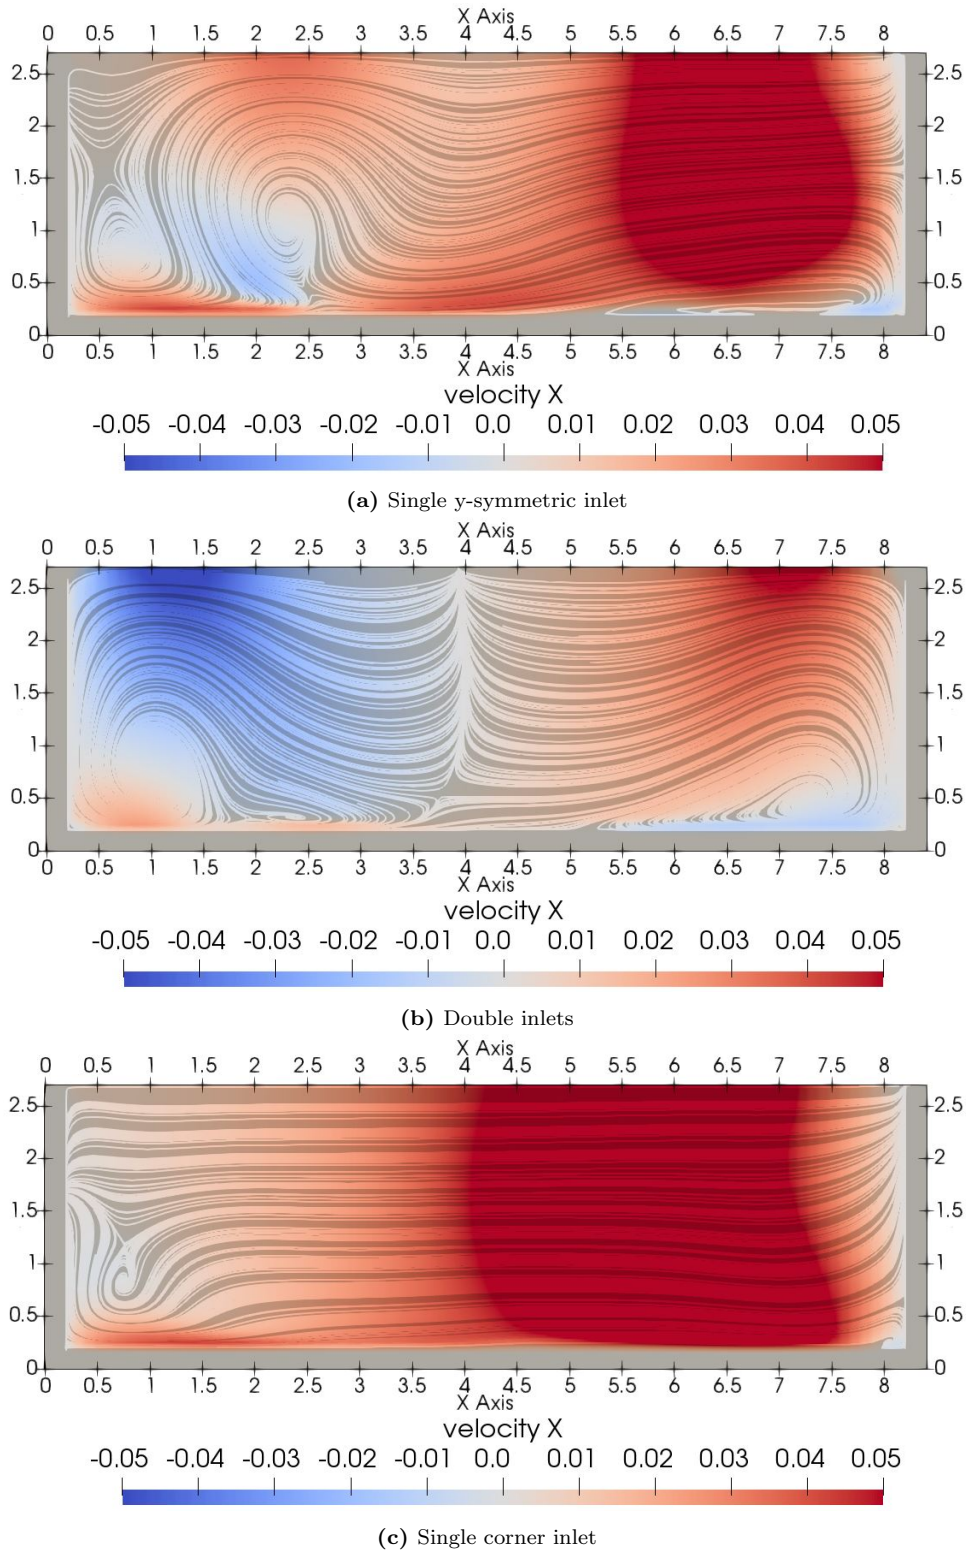 X Axis
0 0.5 1 1.5 2 2.5 3 3.5 4 4.5 5 5.5 6 6.5 7 7.5 8
2.5 2.5
2 2
1.5 1.5
1 1
0.5 0.5
0 0
0 0.5 1 1.5 2 2.5 3 3.5 4 4.5 5 5.5 6 6.5 7 7.5 8
X Axis
velocity X
-0.05 -0.04 -0.03 -0.02 -0.01 0.0 0.01 0.02 0.03 0.04 0.05
(a) Single y-symmetric inlet
X Axis
0 0.5 1 1.5 2 2.5 3 3.5 4 4.5 5 5.5 6 6.5 7 7.5 8
2.5 2.5
2 2
1.5 1.5
1 1
0.5 0.5
0 0
0 0.5 1 1.5 2 2.5 3 3.5 4 4.5 5 5.5 6 6.5 7 7.5 8
X Axis
velocity X
-0.05 -0.04 -0.03 -0.02 -0.01 0.0 0.01 0.02 0.03 0.04 0.05
(b) Double inlets
X Axis
0 0.5 1 1.5 2 2.5 3 3.5 4 4.5 5 5.5 6 6.5 7 7.5 8
2.5 2.5
2 2
1.5 1.5
1 1
0.5 0.5
0 0
0 0.5 1 1.5 2 2.5 3 3.5 4 4.5 5 5.5 6 6.5 7 7.5 8
X Axis
velocity X
-0.05 -0.04 -0.03 -0.02 -0.01 0.0 0.01 0.02 0.03 0.04 0.05
(c) Single corner inlet